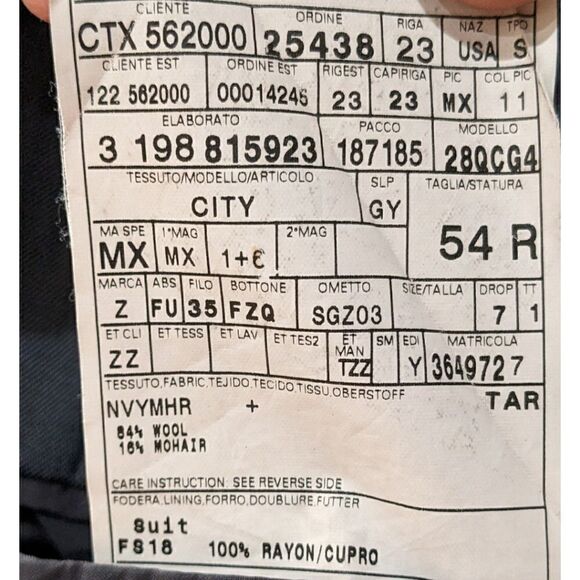 CLIENTE ORDINE RIGA NAZ TPO
CTX 562000 25438 23 USA S
CLIENTE EST ORDINE EST RIGEST CAPIRIGA PIC COL PIC
122 562000 00014245 23 23 MX 11
ELABORATO PACCO MODELLO
3 198 815923 187185 28QCG4
TESSUTO/MODELLO/ARTICOLO SLP TAGLIA/STATURA
CITY GY 54 R
MA SPE 1°MAG 2°MAG
MX MX 1+€
MARCA ABS FILO BOTTONE OMETTO SIZE/TALLA DROP TT
Z FU 35 FZQ SGZ03 7 1
ET CLI ET TESS ET LAV ET TES2 ET MAN SM EDI MATRICOLA
ZZ TZZ Y 3649727
TESSUTO,FABRIC,TEJIDO,TECIDO,TISSU,OBERSTOFF TAR
NVYMHR +
84% WOOL
16% MOHAIR
CARE INSTRUCTION: SEE REVERSE SIDE
FODERA,LINING,FORRO,DOUBLURE,FUTTER
Suit
FS18 100% RAYON/CUPRO